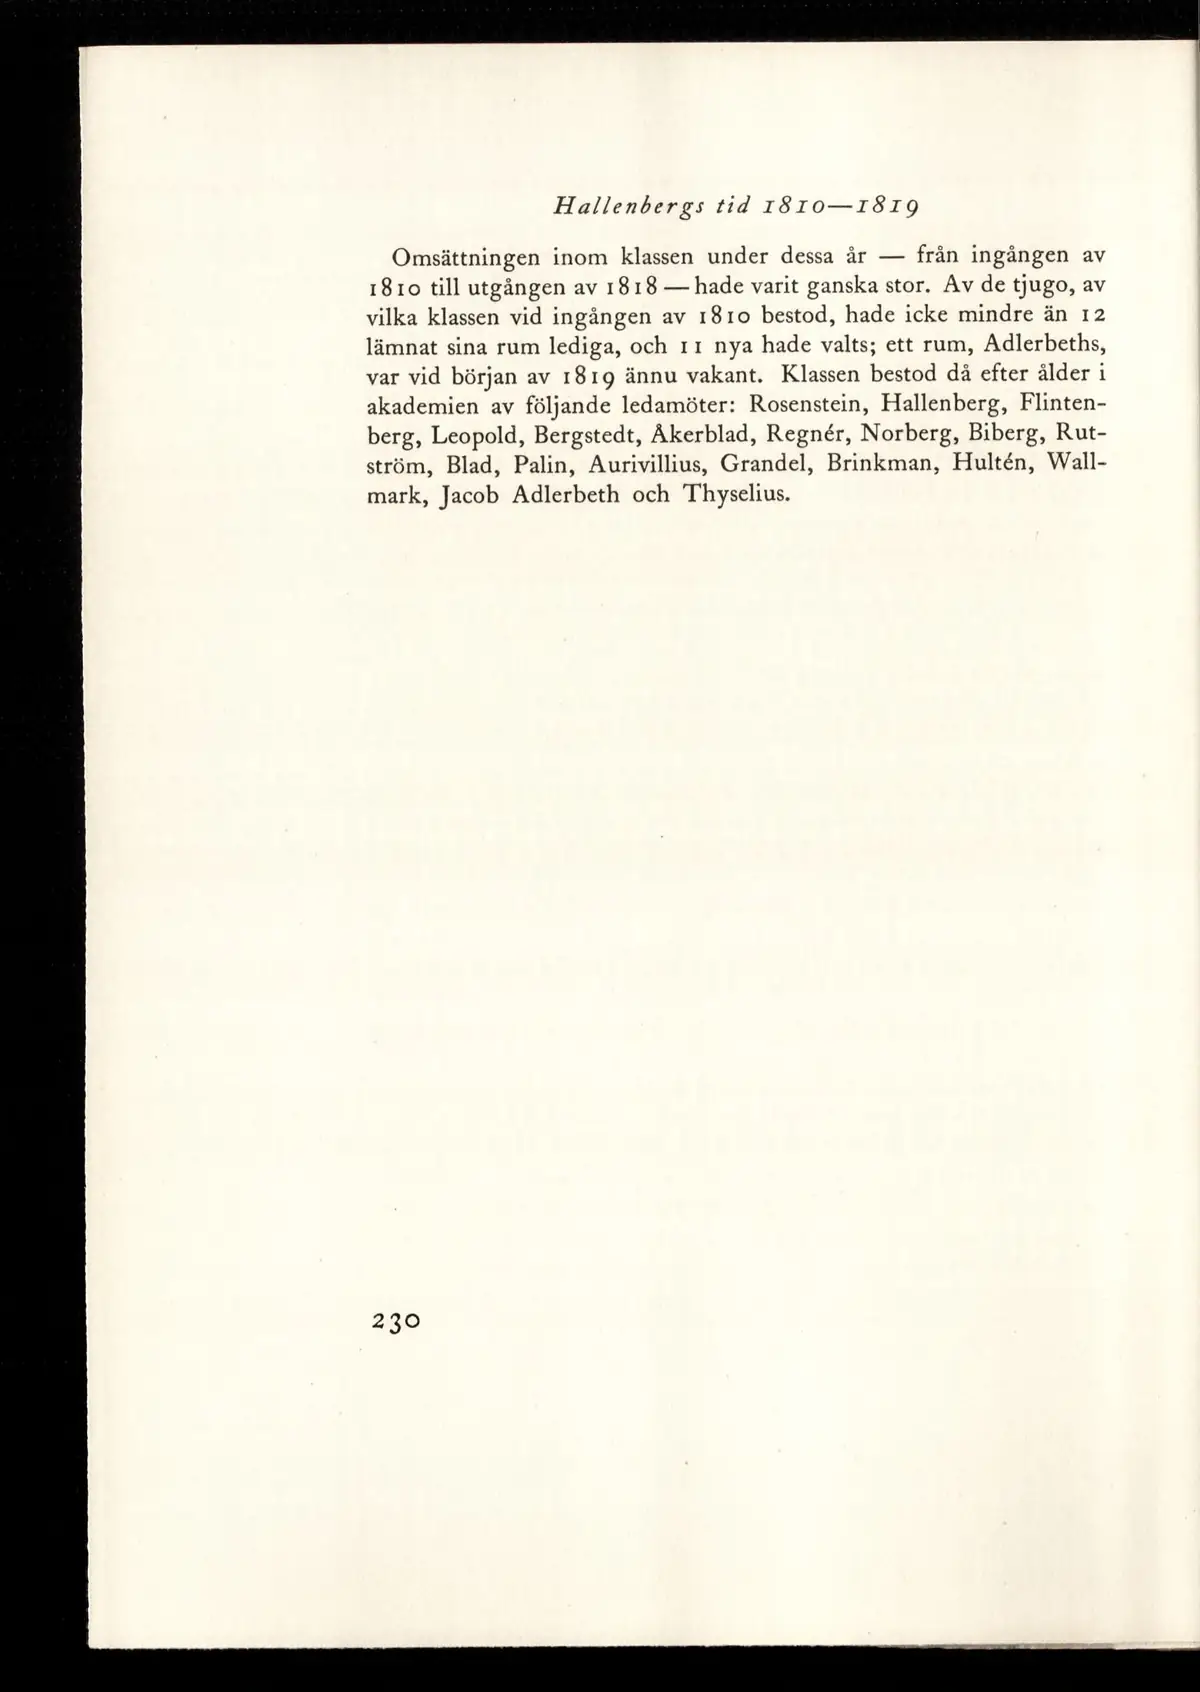 Hallenbergs tid 1810—1819
Omsättningen inom klassen under dessa år — från ingången av
1810 till utgången av 1818 — hade varit ganska stor. Av de tjugo, av
vilka klassen vid ingången av 1810 bestod, hade icke mindre än 12
lämnat sina rum lediga, och 11 nya hade valts; ett rum, Adlerbeths,
var vid början av 1819 ännu vakant. Klassen bestod då efter ålder i
akademien av följande ledamöter: Rosenstein, Hallenberg, Flinten-
berg, Leopold, Bergstedt, Åkerblad, Regnér, Norberg, Biberg, Rut-
ström, Blad, Palin, Aurivillius, Grandel, Brinkman, Hultén, Wall-
mark, Jacob Adlerbeth och Thyselius.
230